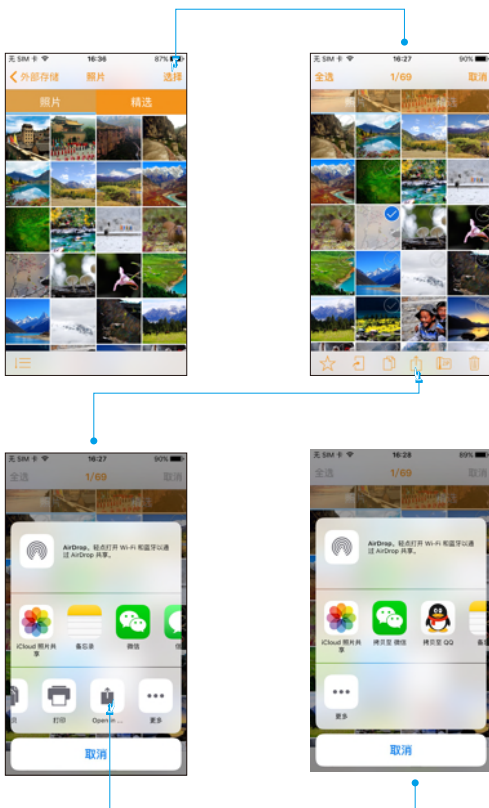 无 SIM 卡 16:36 87%
外部存储 照片 选择
照片 精选
无 SIM 卡 16:27 90%
全选 1/69 取消
精选
无 SIM 卡 16:27 90%
全选 1/69 取消
AirDrop。轻点打开 Wi-Fi 和蓝牙以通
过 AirDrop 共享。
iCloud 照片共
享
备忘录
微信
信
贝
打印
Open in ...
更多
取消
无 SIM 卡 16:28 89%
全选 1/69 取消
AirDrop。轻点打开 Wi-Fi 和蓝牙以通
过 AirDrop 共享。
iCloud 照片共
享
拷贝至 微信
拷贝至 QQ
备忘
更多
取消